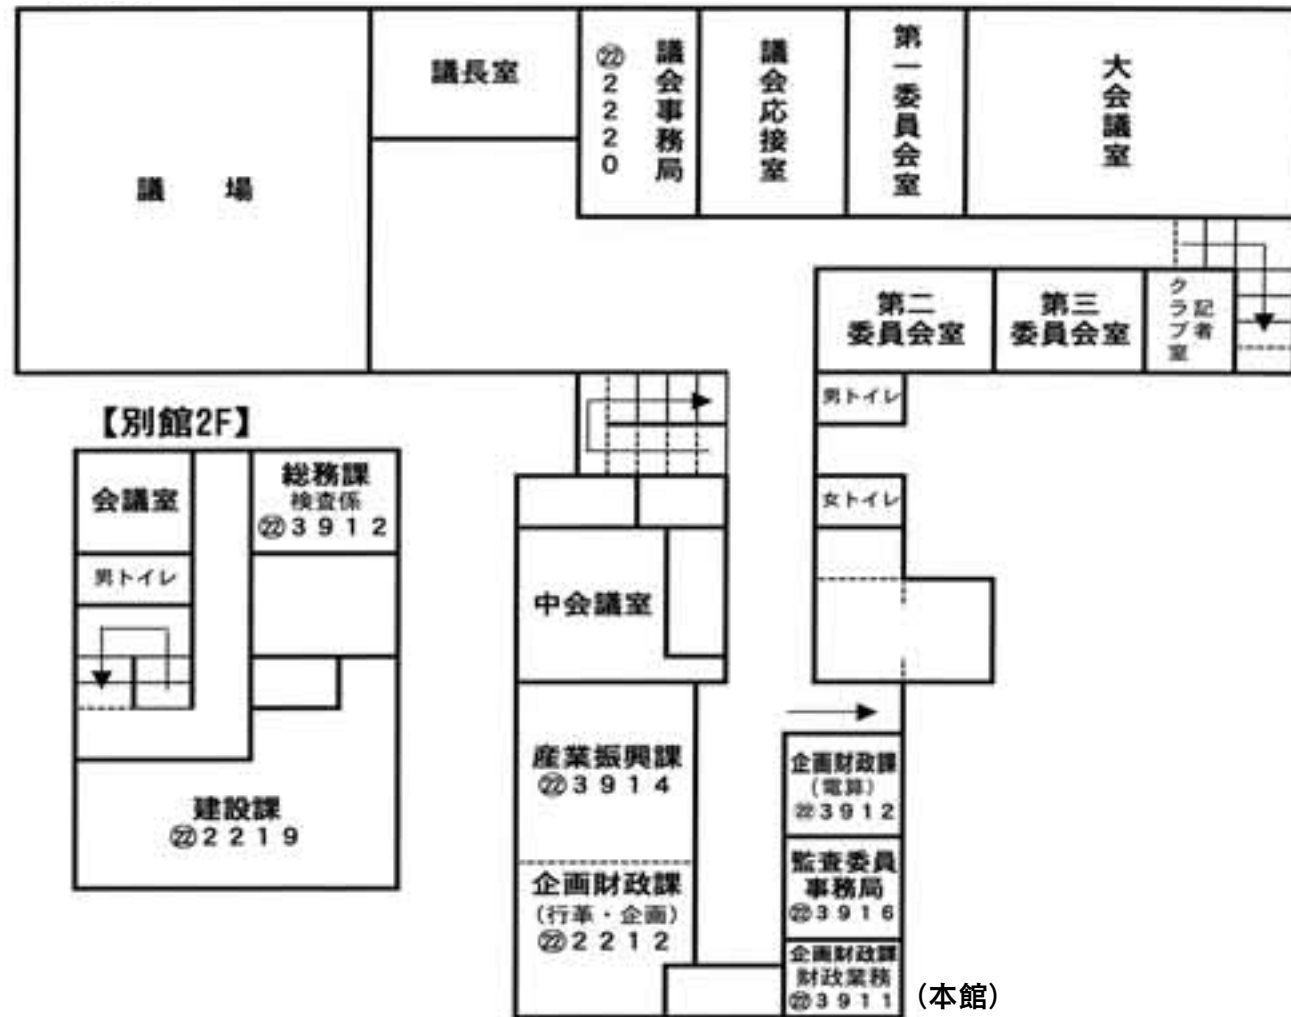 議長室
㉒2220
議会事務局
議会応接室
第一委員会室
大会議室
議　場
第二
委員会室
第三
委員会室
記者
クラブ室
男トイレ
女トイレ
【別館2F】
会議室
総務課
検査係
㉒3912
男トイレ
建設課
㉒2219
中会議室
産業振興課
㉒3914
企画財政課
(行革・企画)
㉒2212
企画財政課
(電算)
㉒3912
監査委員
事務局
㉒3916
企画財政課
財政業務
㉒3911
(本館)